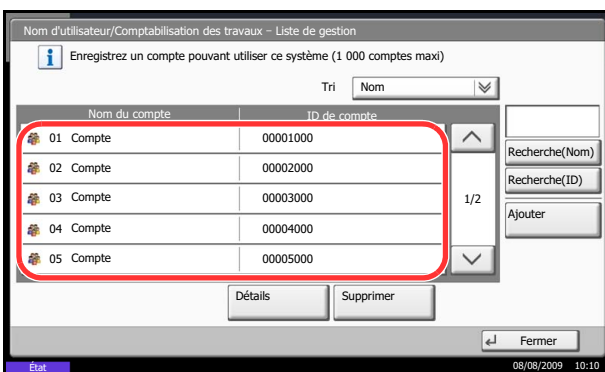 Nom d'utilisateur/Comptabilisation des travaux – Liste de gestion
Enregistrez un compte pouvant utiliser ce système (1 000 comptes maxi)
Tri Nom
Nom du compte ID de compte
01 Compte 00001000
02 Compte 00002000
03 Compte 00003000
04 Compte 00004000
05 Compte 00005000
1/2
Recherche(Nom)
Recherche(ID)
Ajouter
Détails Supprimer
Fermer
État 08/08/2009 10:10